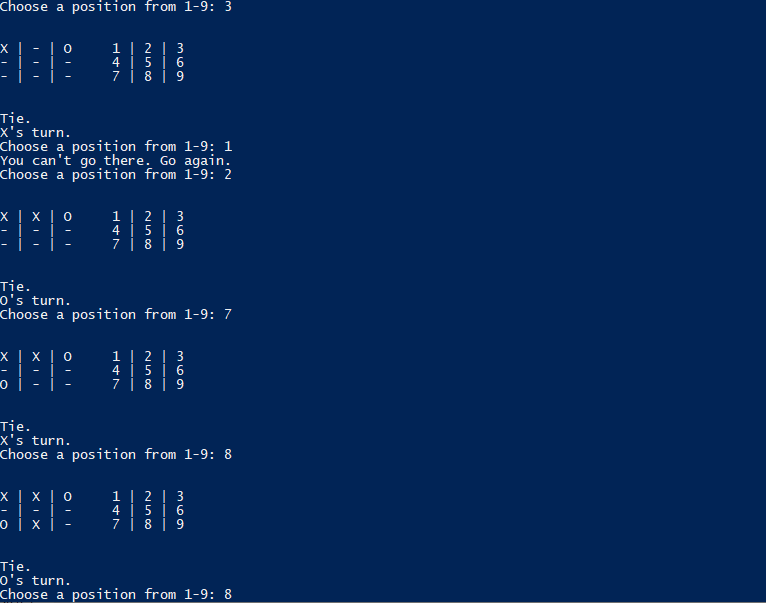 Choose a position from 1-9: 3
X | - | O     1 | 2 | 3
- | - | -     4 | 5 | 6
- | - | -     7 | 8 | 9
Tie.
X's turn.
Choose a position from 1-9: 1
You can't go there. Go again.
Choose a position from 1-9: 2
X | X | O     1 | 2 | 3
- | - | -     4 | 5 | 6
- | - | -     7 | 8 | 9
Tie.
O's turn.
Choose a position from 1-9: 7
X | X | O     1 | 2 | 3
- | - | -     4 | 5 | 6
O | - | -     7 | 8 | 9
Tie.
X's turn.
Choose a position from 1-9: 8
X | X | O     1 | 2 | 3
- | - | -     4 | 5 | 6
O | X | -     7 | 8 | 9
Tie.
O's turn.
Choose a position from 1-9: 8